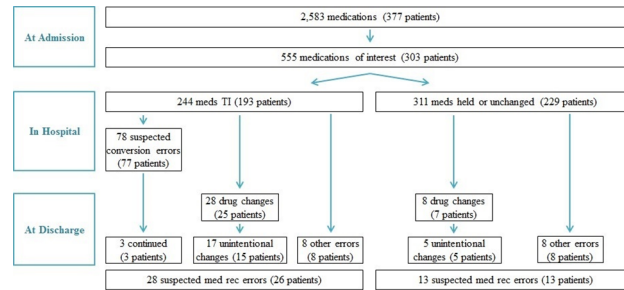 At Admission
2,583 medications (377 patients)
555 medications of interest (303 patients)
In Hospital
244 meds TI (193 patients)
311 meds held or unchanged (229 patients)
78 suspected
conversion errors
(77 patients)
At Discharge
28 drug changes
(25 patients)
8 drug changes
(7 patients)
3 continued
(3 patients)
17 unintentional
changes (15 patients)
8 other errors
(8 patients)
5 unintentional
changes (5 patients)
8 other errors
(8 patients)
28 suspected med rec errors (26 patients)
13 suspected med rec errors (13 patients)